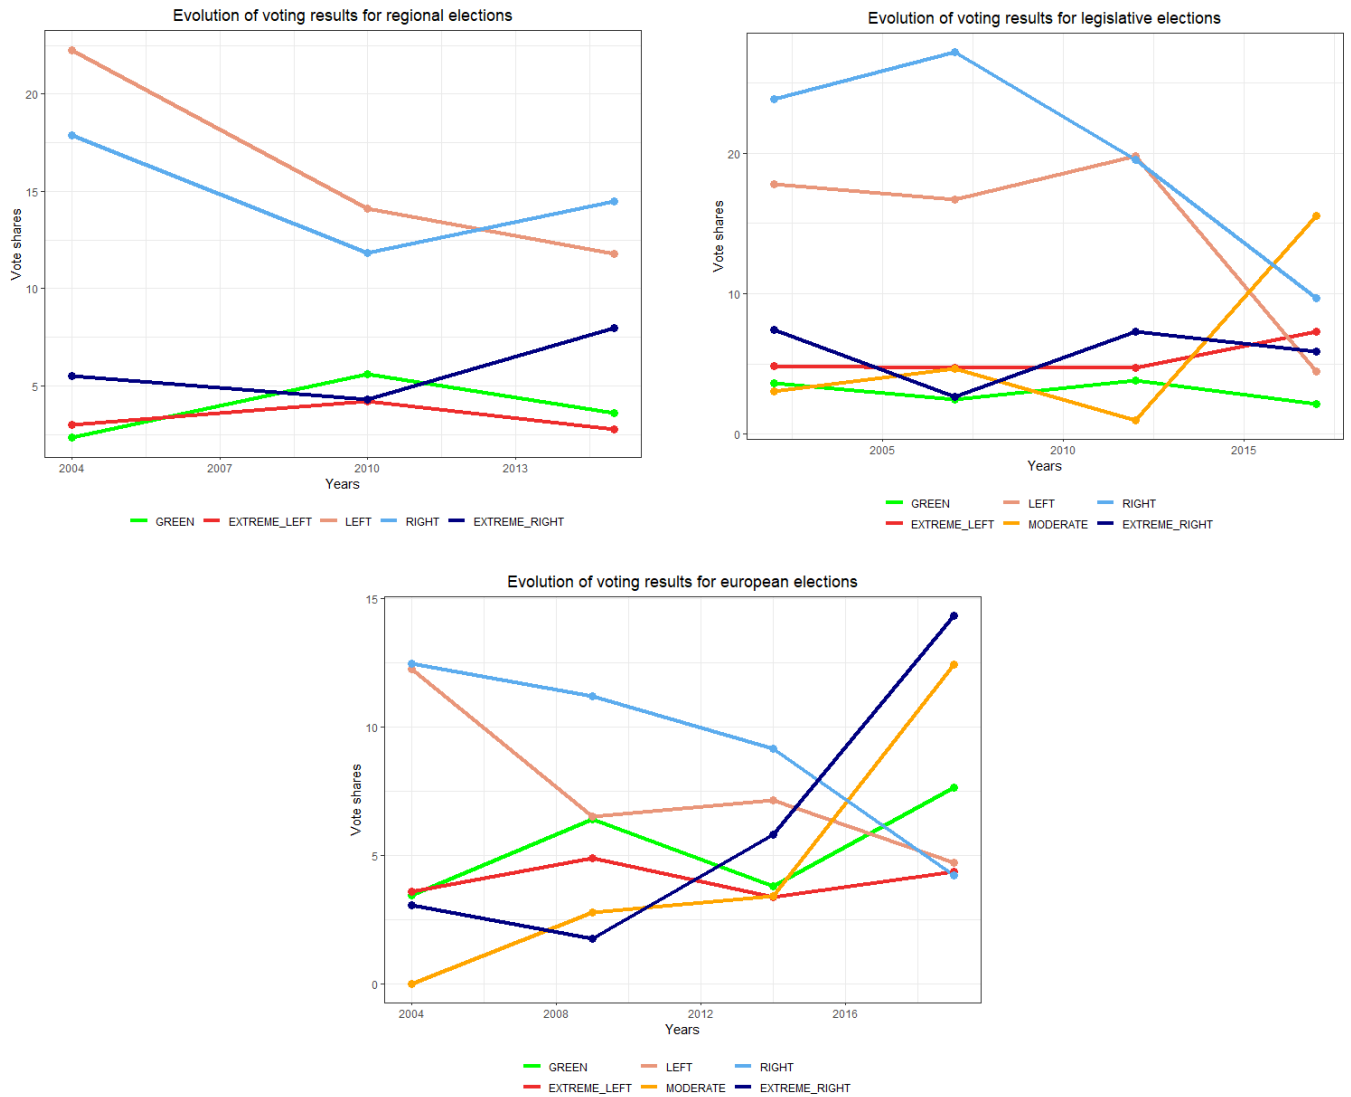 Evolution of voting results for regional elections
Vote shares
20
15
10
5
2004 2007 2010 2013
Years
GREEN EXTREME_LEFT LEFT RIGHT EXTREME_RIGHT
Evolution of voting results for legislative elections
Vote shares
20
10
0
2005 2010 2015
Years
GREEN LEFT RIGHT
EXTREME_LEFT MODERATE EXTREME_RIGHT
Evolution of voting results for european elections
Vote shares
15
10
5
0
2004 2008 2012 2016
Years
GREEN LEFT RIGHT
EXTREME_LEFT MODERATE EXTREME_RIGHT